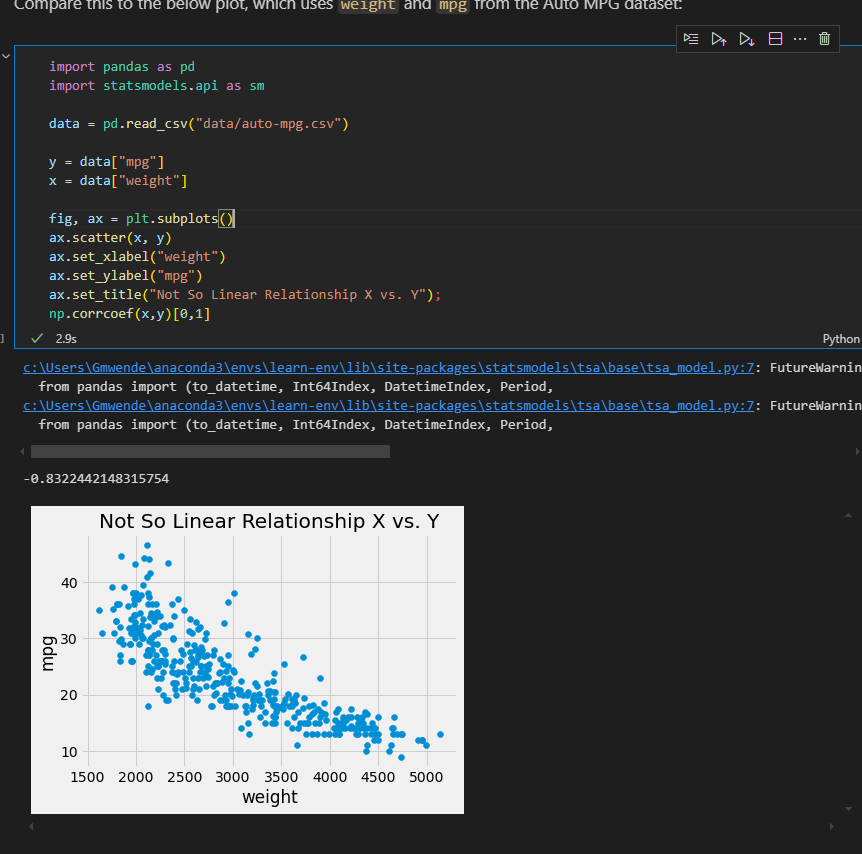 Compare this to the below plot, which uses weight and mpg from the Auto MPG dataset:
import pandas as pd
import statsmodels.api as sm
data = pd.read_csv("data/auto-mpg.csv")
y = data["mpg"]
x = data["weight"]
fig, ax = plt.subplots()
ax.scatter(x, y)
ax.set_xlabel("weight")
ax.set_ylabel("mpg")
ax.set_title("Not So Linear Relationship X vs. Y");
np.corrcoef(x,y)[0,1]
] 2.9s Python
c:\Users\Gmwende\anaconda3\envs\learn-env\lib\site-packages\statsmodels\tsa\base\tsa_model.py:7: FutureWarnin
from pandas import (to_datetime, Int64Index, DatetimeIndex, Period,
c:\Users\Gmwende\anaconda3\envs\learn-env\lib\site-packages\statsmodels\tsa\base\tsa_model.py:7: FutureWarnin
from pandas import (to_datetime, Int64Index, DatetimeIndex, Period,
-0.8322442148315754
Not So Linear Relationship X vs. Y
40
30
mpg
20
10
1500 2000 2500 3000 3500 4000 4500 5000
weight